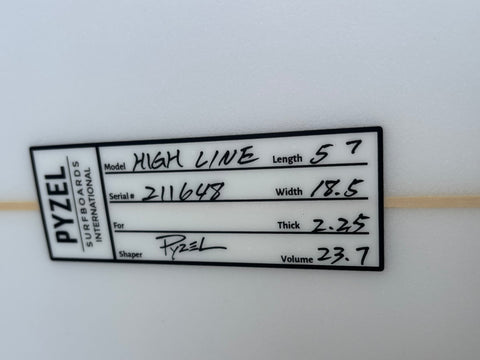 PYZEL
SURFBOARDS
INTERNATIONAL
Model HIGH LINE Length 5 7
Serial# 211648 Width 18.5
For Thick 2.25
Shaper PYZEL Volume 23.7